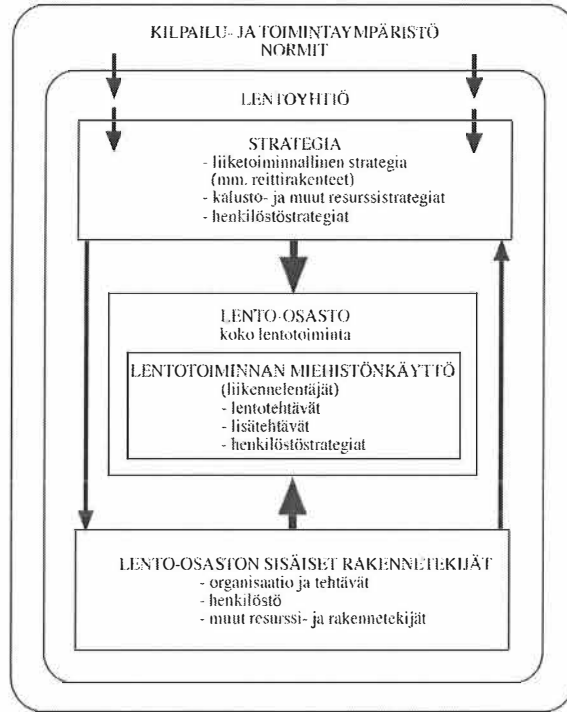 KILPAILU- JA TOIMINTAYMPÄRISTÖ
NORMIT
LENTOYHTIÖ
STRATEGIA
- liiketoiminnallinen strategia
(mm. reittirakenteet)
- kalusto- ja muut resurssistrategiat
- henkilöstöstrategiat
LENTO-OSASTO
koko lentotoiminta
LENTOTOIMINNAN MIEHISTÖNKÄYTTÖ
(liikennelentäjät)
- lentotehtävät
- lisätehtävät
- henkilöstöstrategiat
LENTO-OSASTON SISÄISET RAKENNETEKIJÄT
- organisaatio ja tehtävät
- henkilöstö
- muut resurssi- ja rakennetekijät